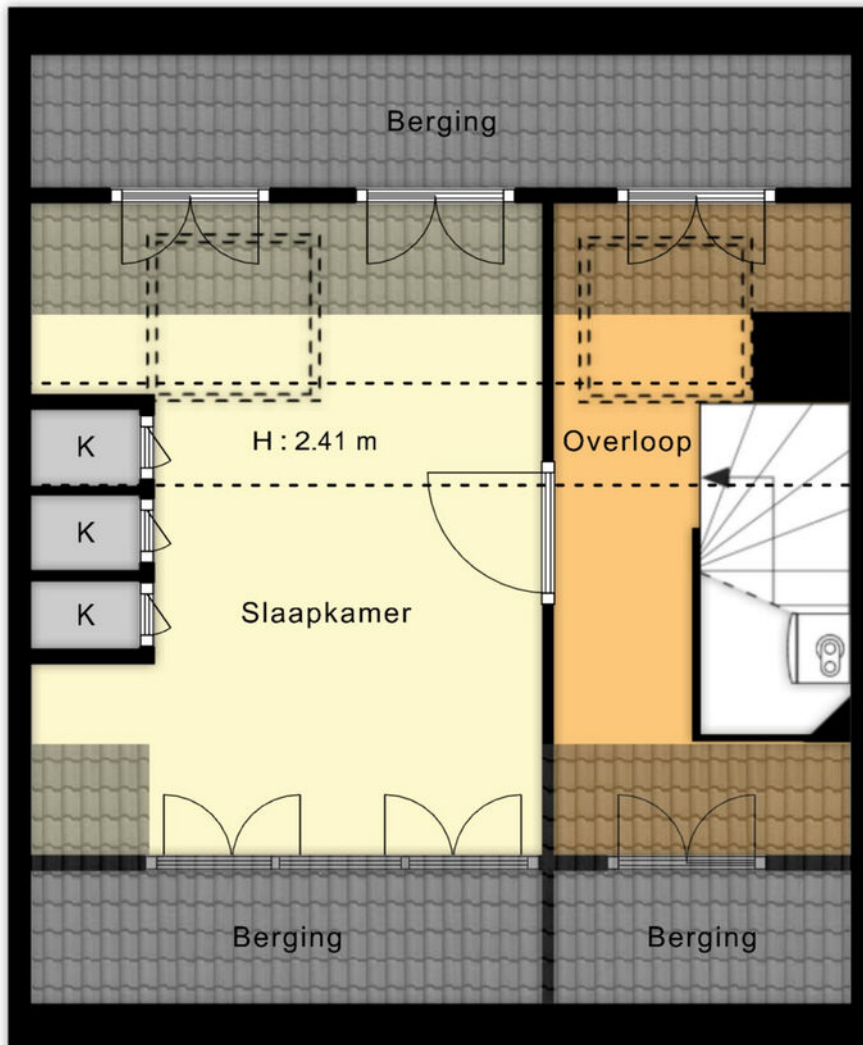 Berging
K
H : 2.41 m
Overloop
K
K
Slaapkamer
Berging
Berging